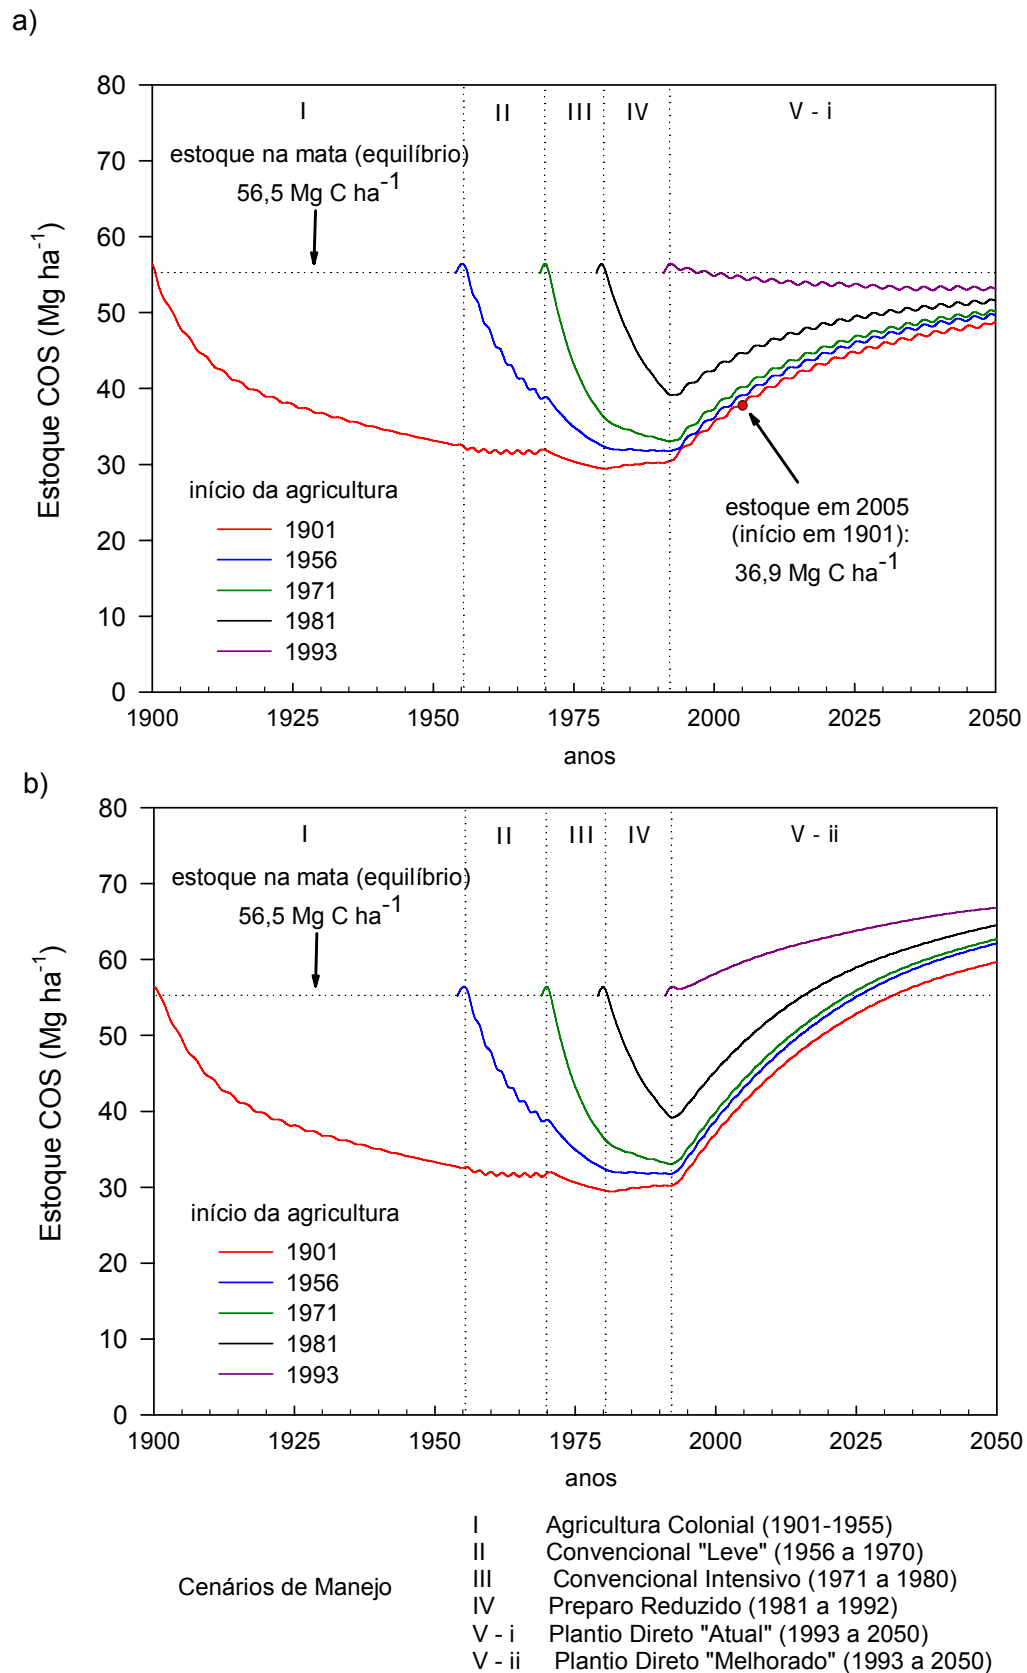 a)
80
70
60
50
40
30
20
10
0
Estoque COS (Mg ha-1)
I
II
III
IV
V - i
estoque na mata (equilíbrio)
56,5 Mg C ha-1
início da agricultura
1901
1956
1971
1981
1993
estoque em 2005
(início em 1901):
36,9 Mg C ha-1
1900
1925
1950
1975
2000
2025
2050
anos
b)
80
70
60
50
40
30
20
10
0
Estoque COS (Mg ha-1)
I
II
III
IV
V - ii
estoque na mata (equilíbrio)
56,5 Mg C ha-1
início da agricultura
1901
1956
1971
1981
1993
1900
1925
1950
1975
2000
2025
2050
anos
Cenários de Manejo
I Agricultura Colonial (1901-1955)
II Convencional "Leve" (1956 a 1970)
III Convencional Intensivo (1971 a 1980)
IV Preparo Reduzido (1981 a 1992)
V - i Plantio Direto "Atual" (1993 a 2050)
V - ii Plantio Direto "Melhorado" (1993 a 2050)